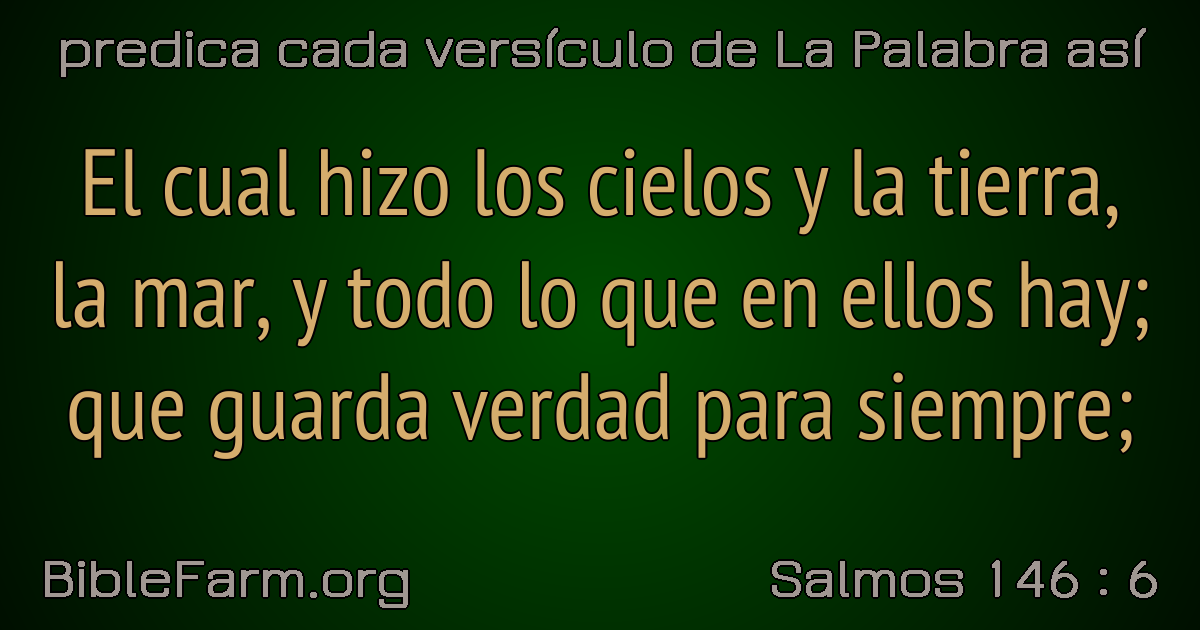 predica cada versículo de La Palabra así
El cual hizo los cielos y la tierra,
la mar, y todo lo que en ellos hay;
que guarda verdad para siempre;
BibleFarm.org
Salmos 146 : 6